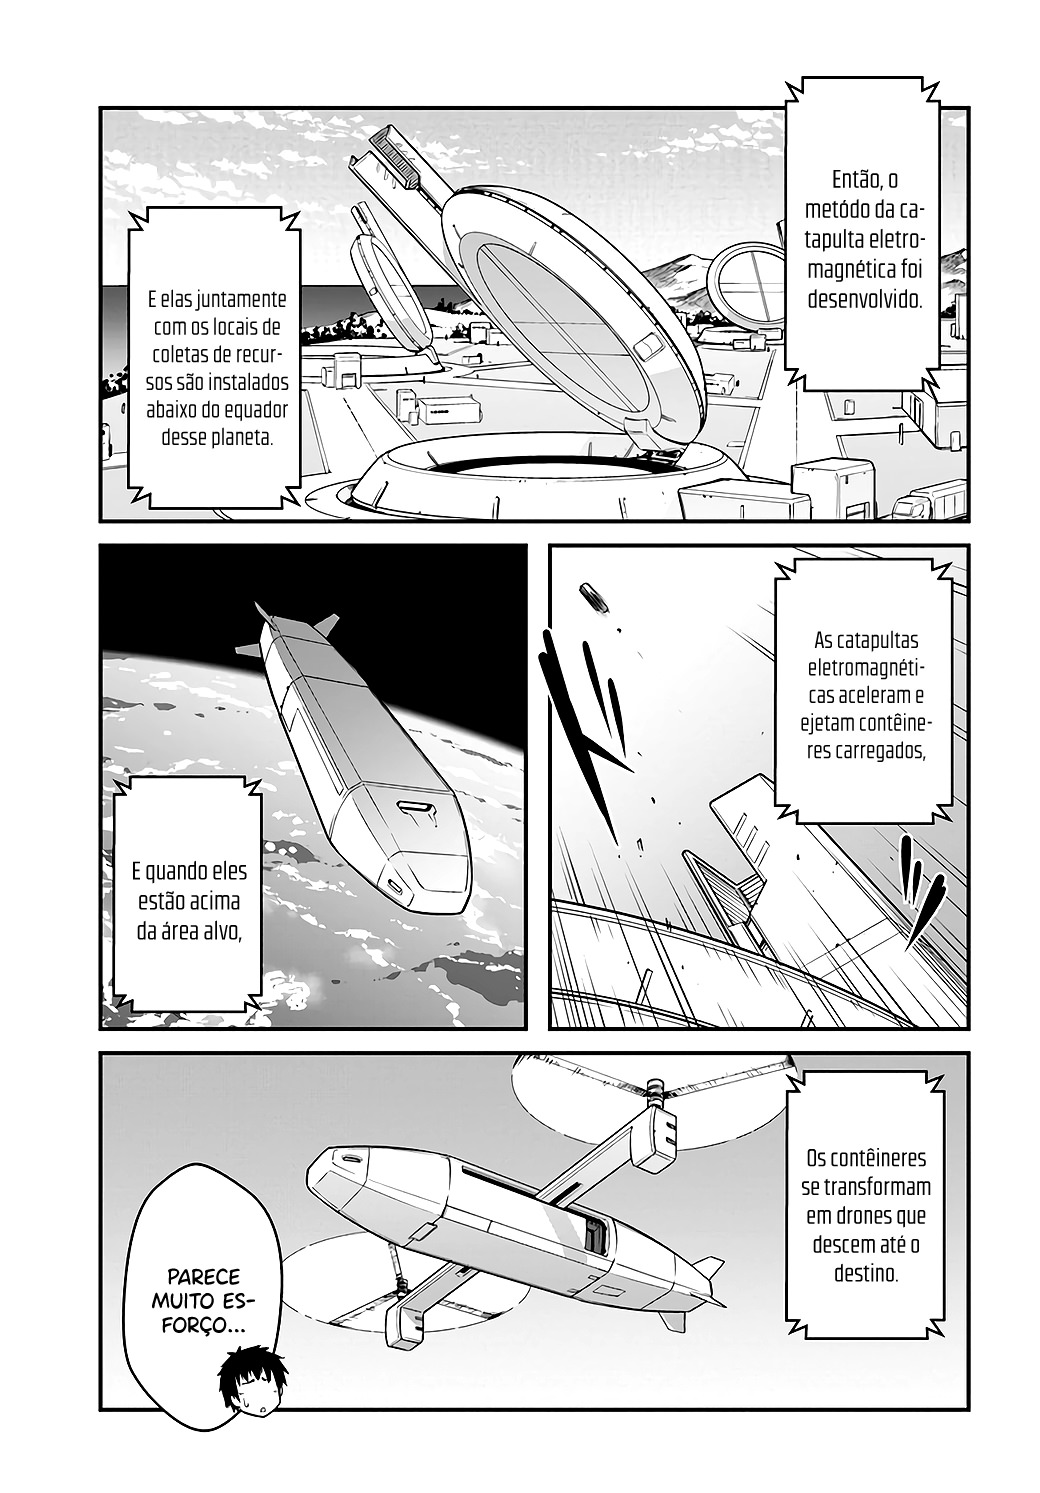 Então, o
metódo da ca-
tapulta eletro-
magnética foi
desenvolvido.
E elas juntamente
com os locais de
coletas de recur-
sos são instalados
abaixo do equador
desse planeta.
As catapultas
eletromagnéti-
cas aceleram e
ejetam contêine-
res carregados,
E quando eles
estão acima
da área alvo,
Os contêineres
se transformam
em drones que
descem até o
destino.
PARECE
MUITO ES-
FORÇO...